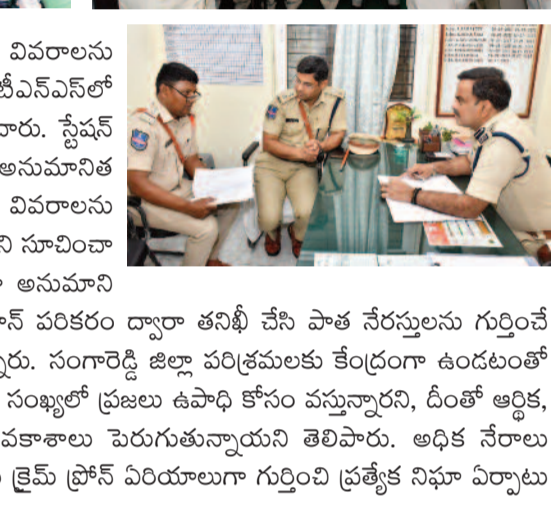 వివరాలను
టీఎన్ఎస్‌లో
చారు. స్టేషన్
అనుమానిత
వివరాలను
ని సూచించా
అనుమాని
న్ పరికరం ద్వారా తనిఖీ చేసి పాత నేరస్తులను గుర్తించే
న్నారు. సంగారెడ్డి జిల్లా పరిశ్రమలకు కేంద్రంగా ఉండటంతో
సంఖ్యలో ప్రజలు ఉపాధి కోసం వస్తున్నారని, దీంతో ఆర్థిక,
వకాశాలు పెరుగుతున్నాయని తెలిపారు. అధిక నేరాలు
క్రైమ్ ప్రోన్ ఏరియాలుగా గుర్తించి ప్రత్యేక నిఘా ఏర్పాటు